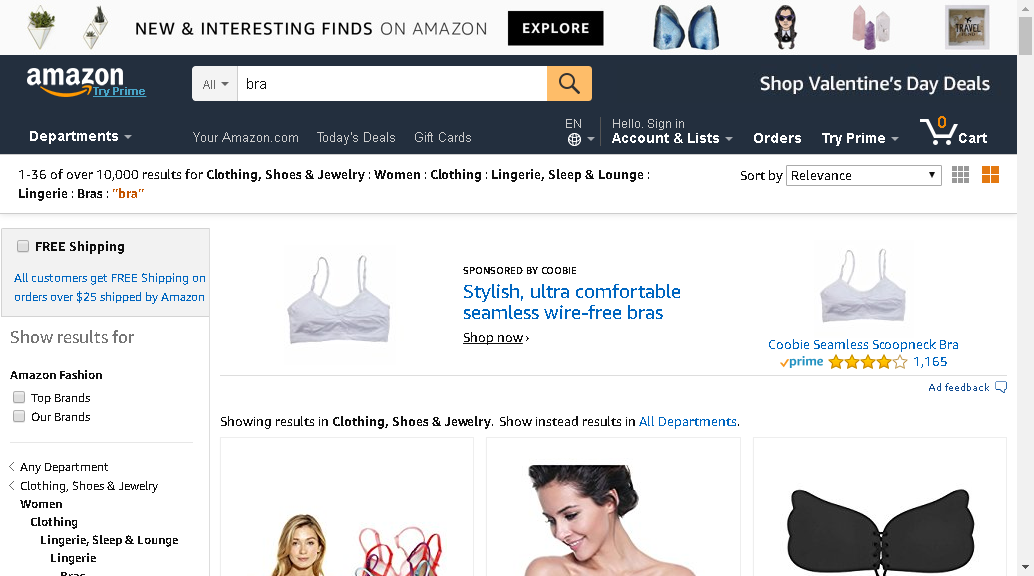 NEW & INTERESTING FINDS ON AMAZON EXPLORE
TRAVEL
amazon
Try Prime
All bra
Shop Valentine's Day Deals
Departments
Your Amazon.com Today's Deals Gift Cards
EN
Hello. Sign in
Account & Lists
Orders
Try Prime
0
Cart
1-36 of over 10,000 results for Clothing, Shoes & Jewelry : Women : Clothing : Lingerie, Sleep & Lounge :
Lingerie : Bras : "bra"
Sort by Relevance
FREE Shipping
All customers get FREE Shipping on
orders over $25 shipped by Amazon
Show results for
Amazon Fashion
Top Brands
Our Brands
Any Department
Clothing, Shoes & Jewelry
Women
Clothing
Lingerie, Sleep & Lounge
Lingerie
Bras
SPONSORED BY COOBIE
Stylish, ultra comfortable
seamless wire-free bras
Shop now ›
Coobie Seamless Scoopneck Bra
prime 1,165
Ad feedback
Showing results in Clothing, Shoes & Jewelry. Show instead results in All Departments.